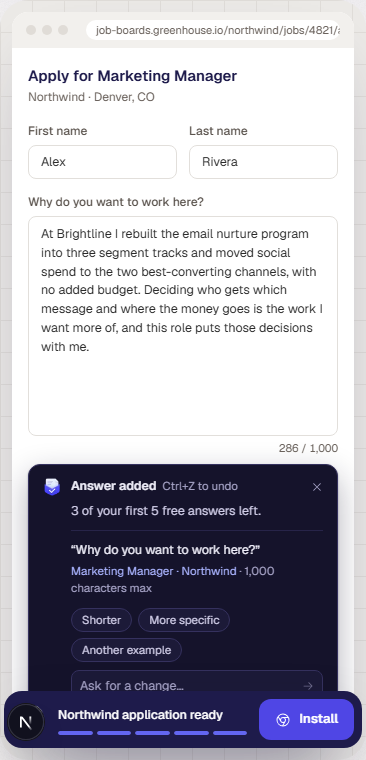 job-boards.greenhouse.io/northwind/jobs/4821/a
Apply for Marketing Manager
Northwind · Denver, CO
First name
Last name
Alex
Rivera
Why do you want to work here?
At Brightline I rebuilt the email nurture program
into three segment tracks and moved social
spend to the two best-converting channels, with
no added budget. Deciding who gets which
message and where the money goes is the work I
want more of, and this role puts those decisions
with me.
286 / 1,000
Answer added Ctrl+Z to undo
3 of your first 5 free answers left.
“Why do you want to work here?”
Marketing Manager · Northwind · 1,000
characters max
Shorter
More specific
Another example
Ask for a change…
N
Northwind application ready
Install